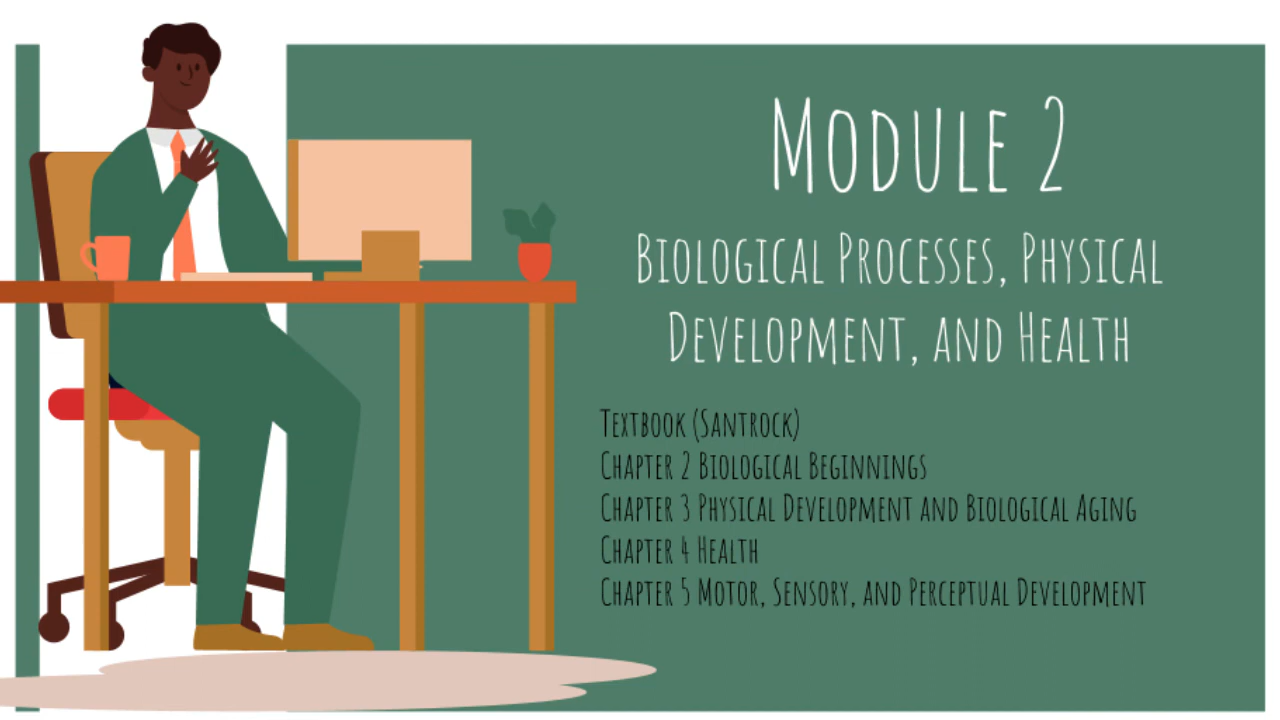 Module 2
Biological Processes, Physical
Development, and Health
Textbook (Santrock)
Chapter 2 Biological Beginnings
Chapter 3 Physical Development and Biological Aging
Chapter 4 Health
Chapter 5 Motor, Sensory, and Perceptual Development